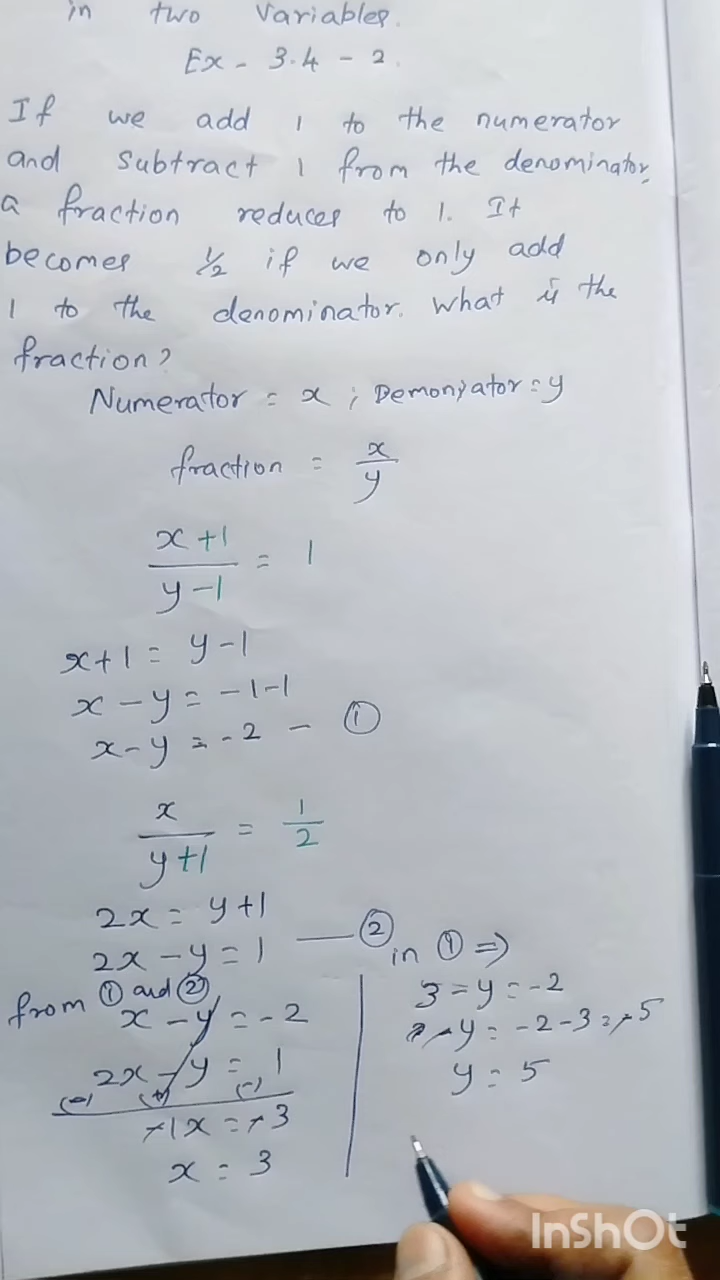 in two Variables.
Ex - 3.4 - 2.
If we add 1 to the numerator
and Subtract 1 from the denominator,
a fraction reduces to 1. It
becomes 1/2 if we only add
1 to the denominator. What is the
fraction?
Numerator = x ; Demoniator = y
fraction = x/y
x+1/y-1 = 1
x+1 = y-1
x-y = -1-1
x-y = -2 - ①
x/y+1 = 1/2
2x = y+1
2x-y = 1 — ②
from ① and ②
x-y = -2
2x-y = 1
(-) (+) (-)
-1x = -3
x = 3
in ① ⇒
3-y = -2
-y = -2-3 = -5
y = 5
InShOt